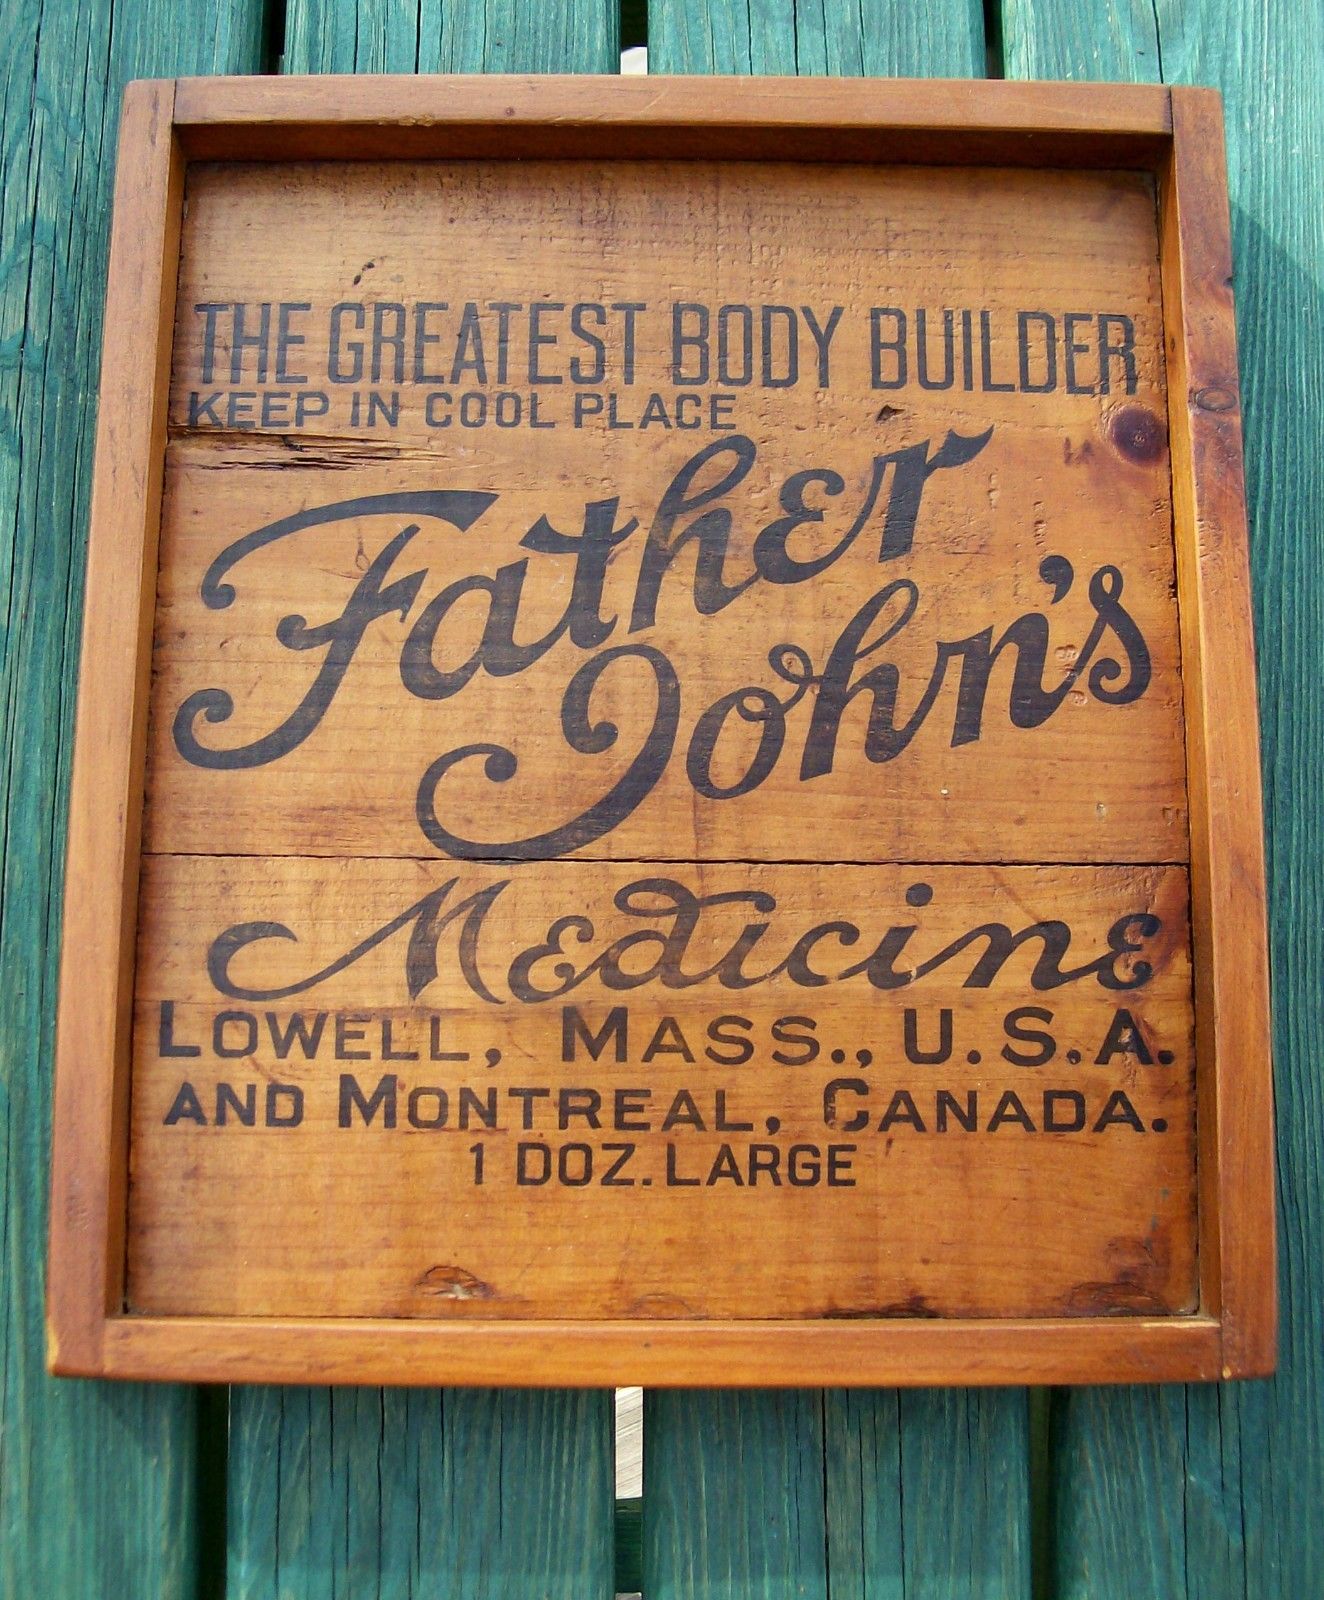 THE GREATEST BODY BUILDER
KEEP IN COOL PLACE
Father
John's
Medicine
LOWELL, MASS., U.S.A.
AND MONTREAL, CANADA.
1 DOZ. LARGE